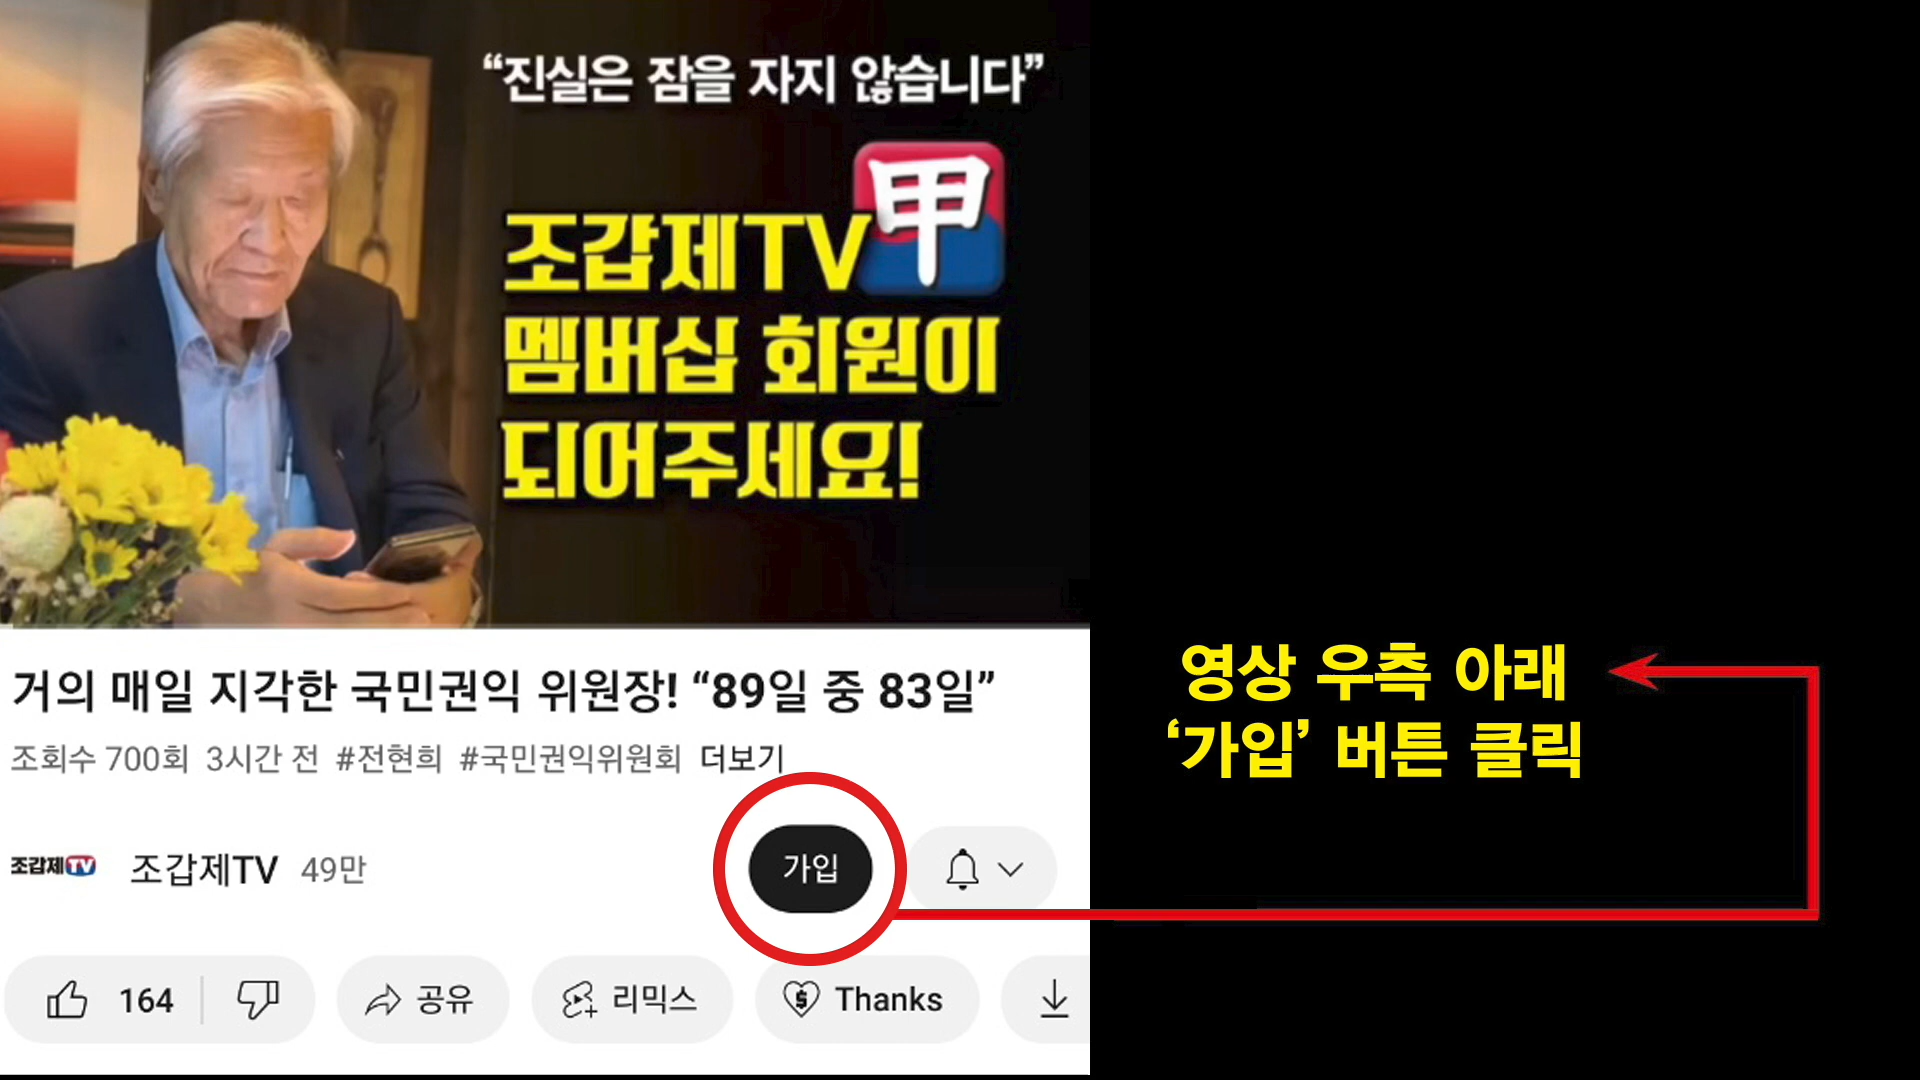 “진실은 잠을 자지 않습니다”
조갑제TV甲
멤버십 회원이
되어주세요!
거의 매일 지각한 국민권익 위원장! “89일 중 83일”
조회수 700회 3시간 전 #전현희 #국민권익위원회 더보기
조갑제TV 조갑제TV 49만 가입
164 공유 리믹스 Thanks
영상 우측 아래
‘가입’ 버튼 클릭